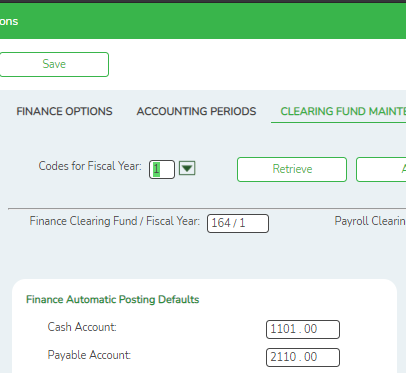 ons
Save
FINANCE OPTIONS ACCOUNTING PERIODS CLEARING FUND MAINTE
Codes for Fiscal Year: 1 Retrieve A
Finance Clearing Fund / Fiscal Year: 164 / 1 Payroll Clearin
Finance Automatic Posting Defaults
Cash Account: 1101 . 00
Payable Account: 2110 . 00